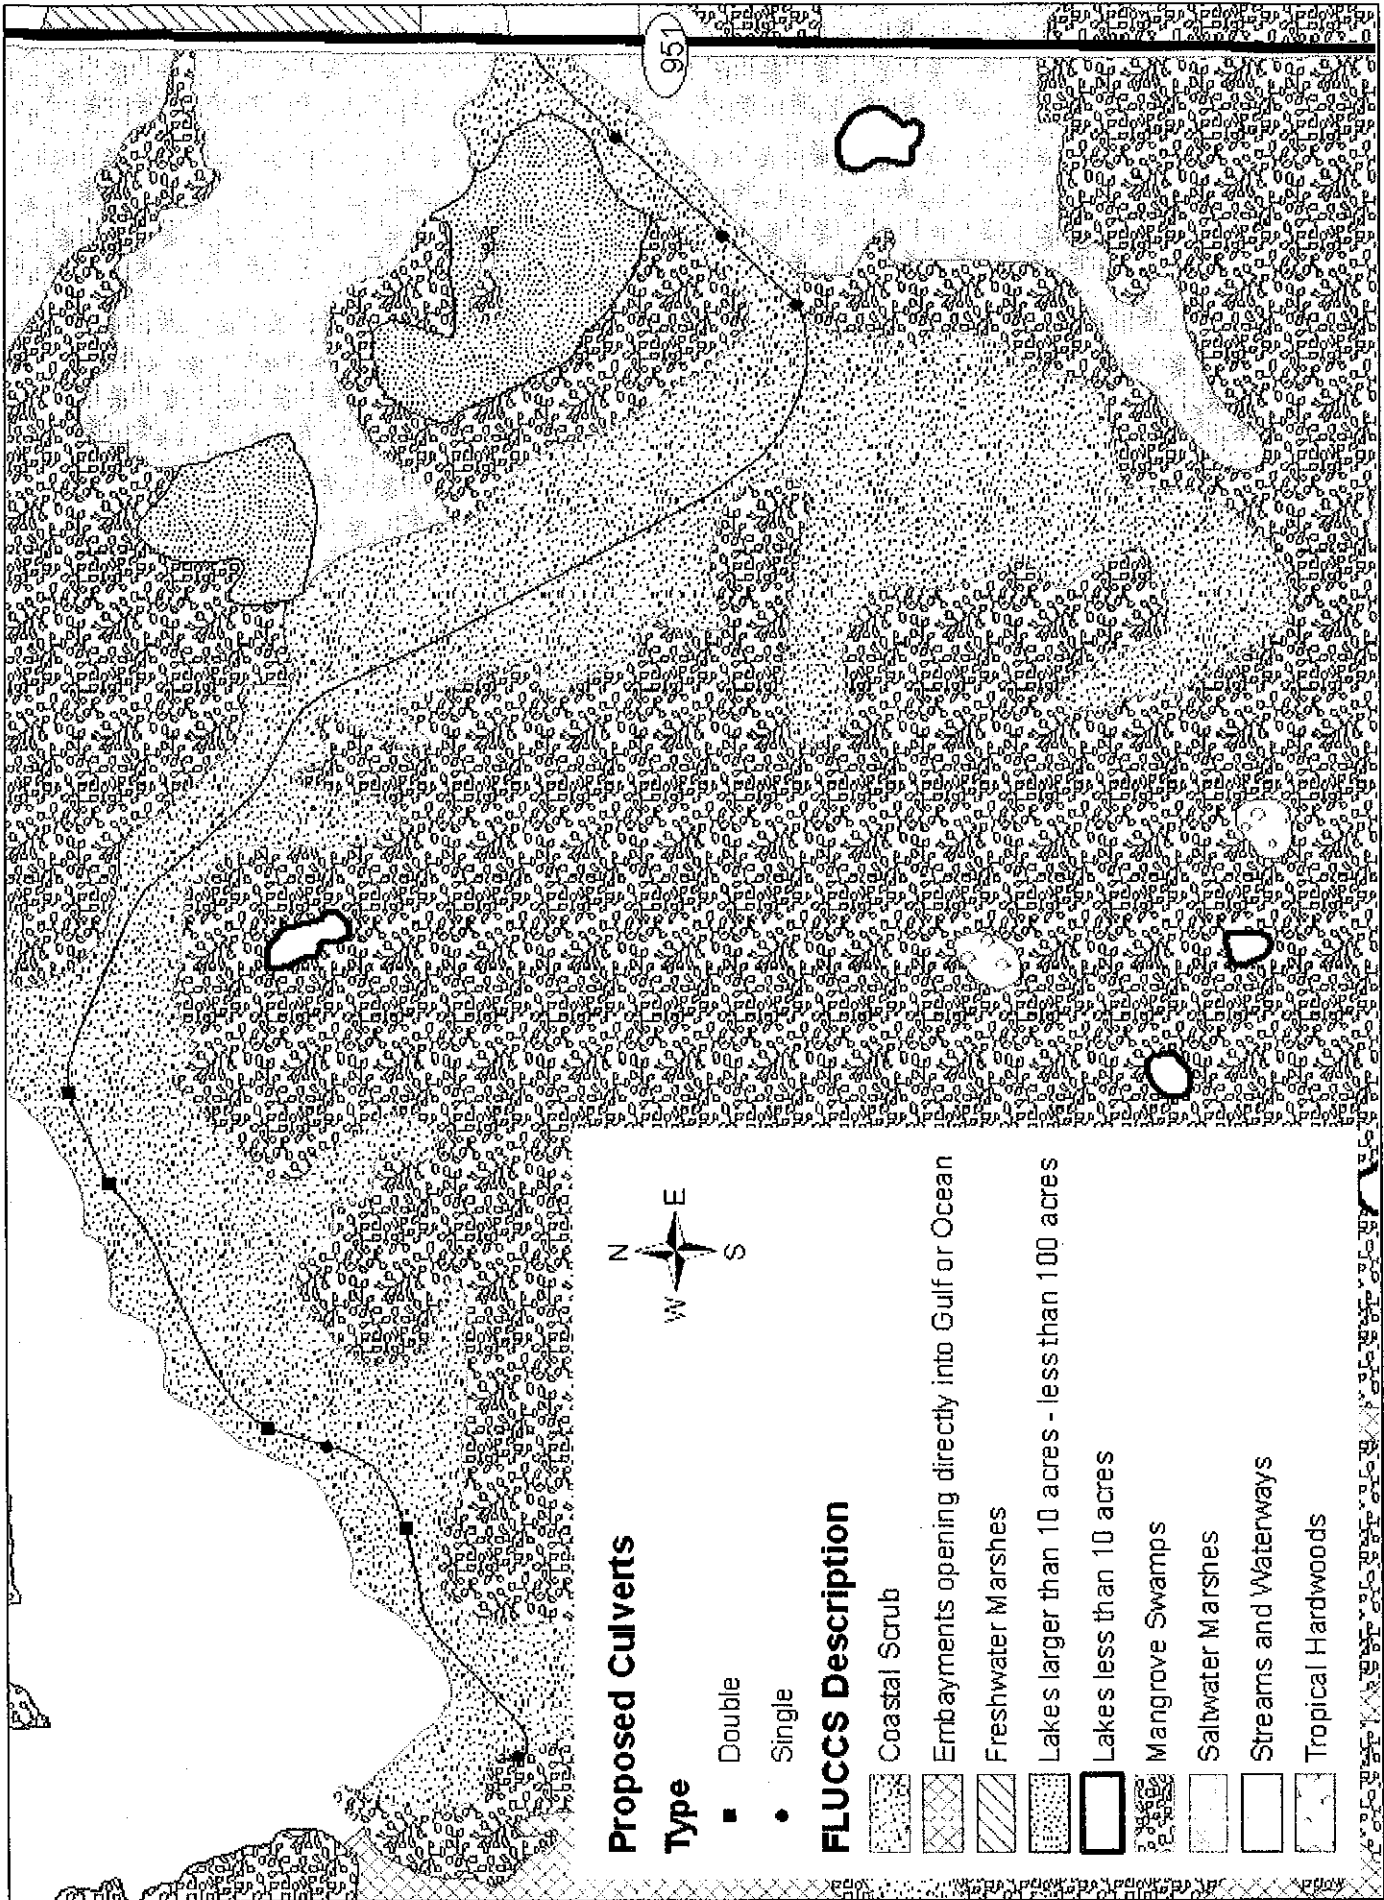 951
N
W E
S
Proposed Culverts
Type
Double
Single
FLUCCS Description
Coastal Scrub
Embayments opening directly into Gulf or Ocean
Freshwater Marshes
Lakes larger than 10 acres - less than 100 acres
Lakes less than 10 acres
Mangrove Swamps
Saltwater Marshes
Streams and Waterways
Tropical Hardwoods